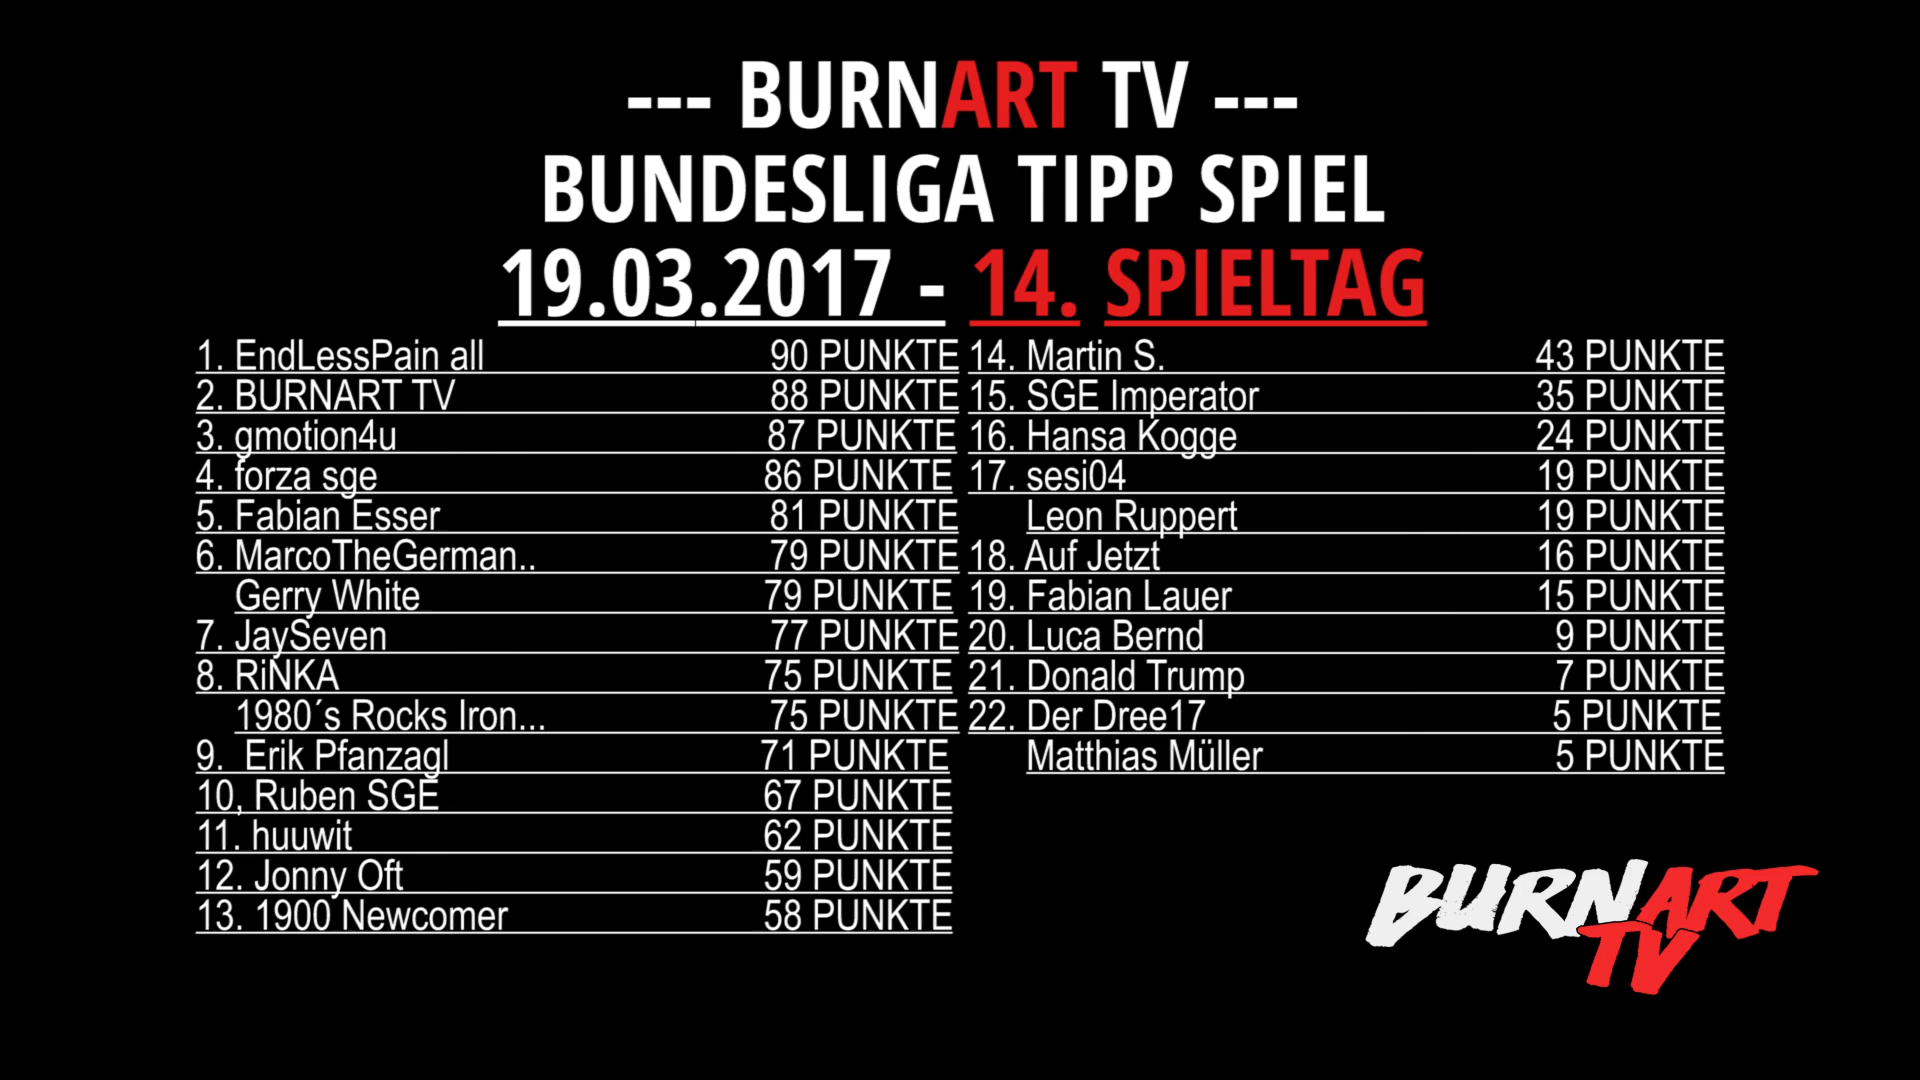 --- BURNART TV ---
BUNDESLIGA TIPP SPIEL
19.03.2017 - 14. SPIELTAG
1. EndLessPain all 90 PUNKTE
2. BURNART TV 88 PUNKTE
3. gmotion4u 87 PUNKTE
4. forza sge 86 PUNKTE
5. Fabian Esser 81 PUNKTE
6. MarcoTheGerman.. 79 PUNKTE
Gerry White 79 PUNKTE
7. JaySeven 77 PUNKTE
8. RiNKA 75 PUNKTE
1980´s Rocks Iron... 75 PUNKTE
9. Erik Pfanzagl 71 PUNKTE
10, Ruben SGE 67 PUNKTE
11. huuwit 62 PUNKTE
12. Jonny Oft 59 PUNKTE
13. 1900 Newcomer 58 PUNKTE
14. Martin S. 43 PUNKTE
15. SGE Imperator 35 PUNKTE
16. Hansa Kogge 24 PUNKTE
17. sesi04 19 PUNKTE
Leon Ruppert 19 PUNKTE
18. Auf Jetzt 16 PUNKTE
19. Fabian Lauer 15 PUNKTE
20. Luca Bernd 9 PUNKTE
21. Donald Trump 7 PUNKTE
22. Der Dree17 5 PUNKTE
Matthias Müller 5 PUNKTE
BURNART
TV